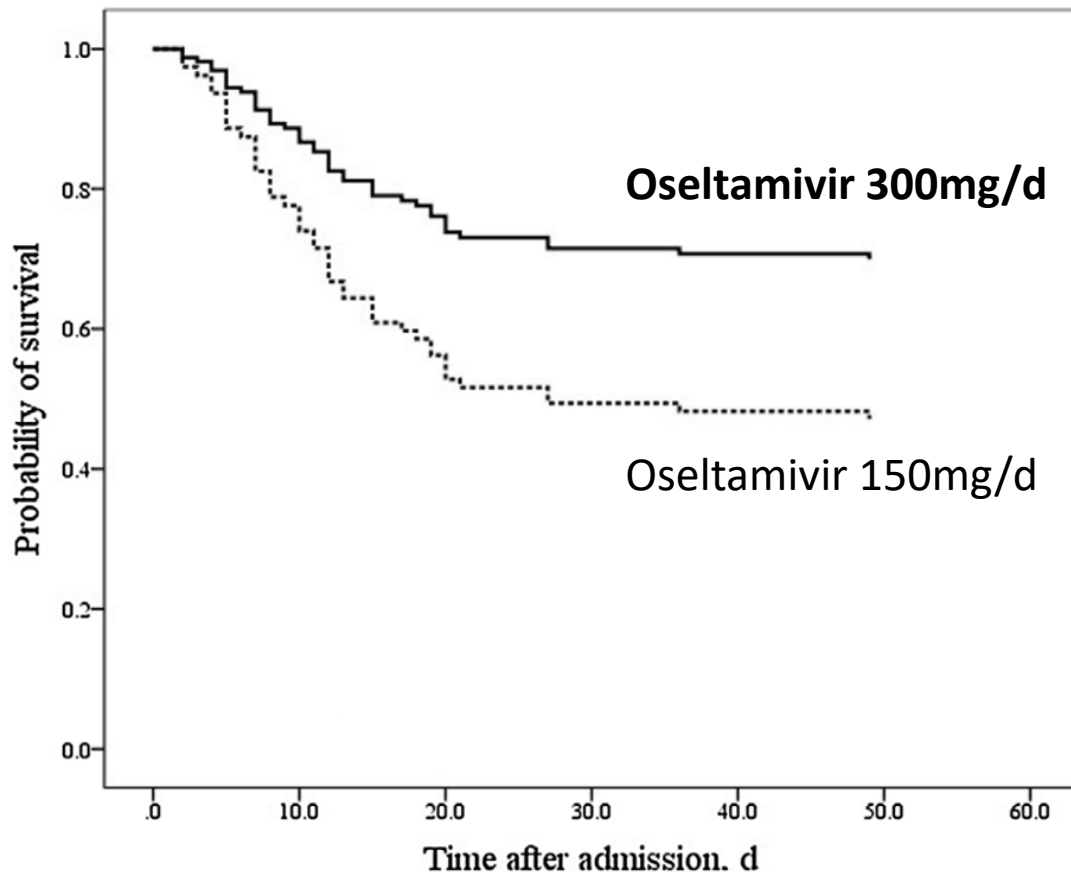 1.0
0.8
0.6
0.4
0.2
0.0
Probability of survival
Oseltamivir 300mg/d
Oseltamivir 150mg/d
.0 10.0 20.0 30.0 40.0 50.0 60.0
Time after admission, d